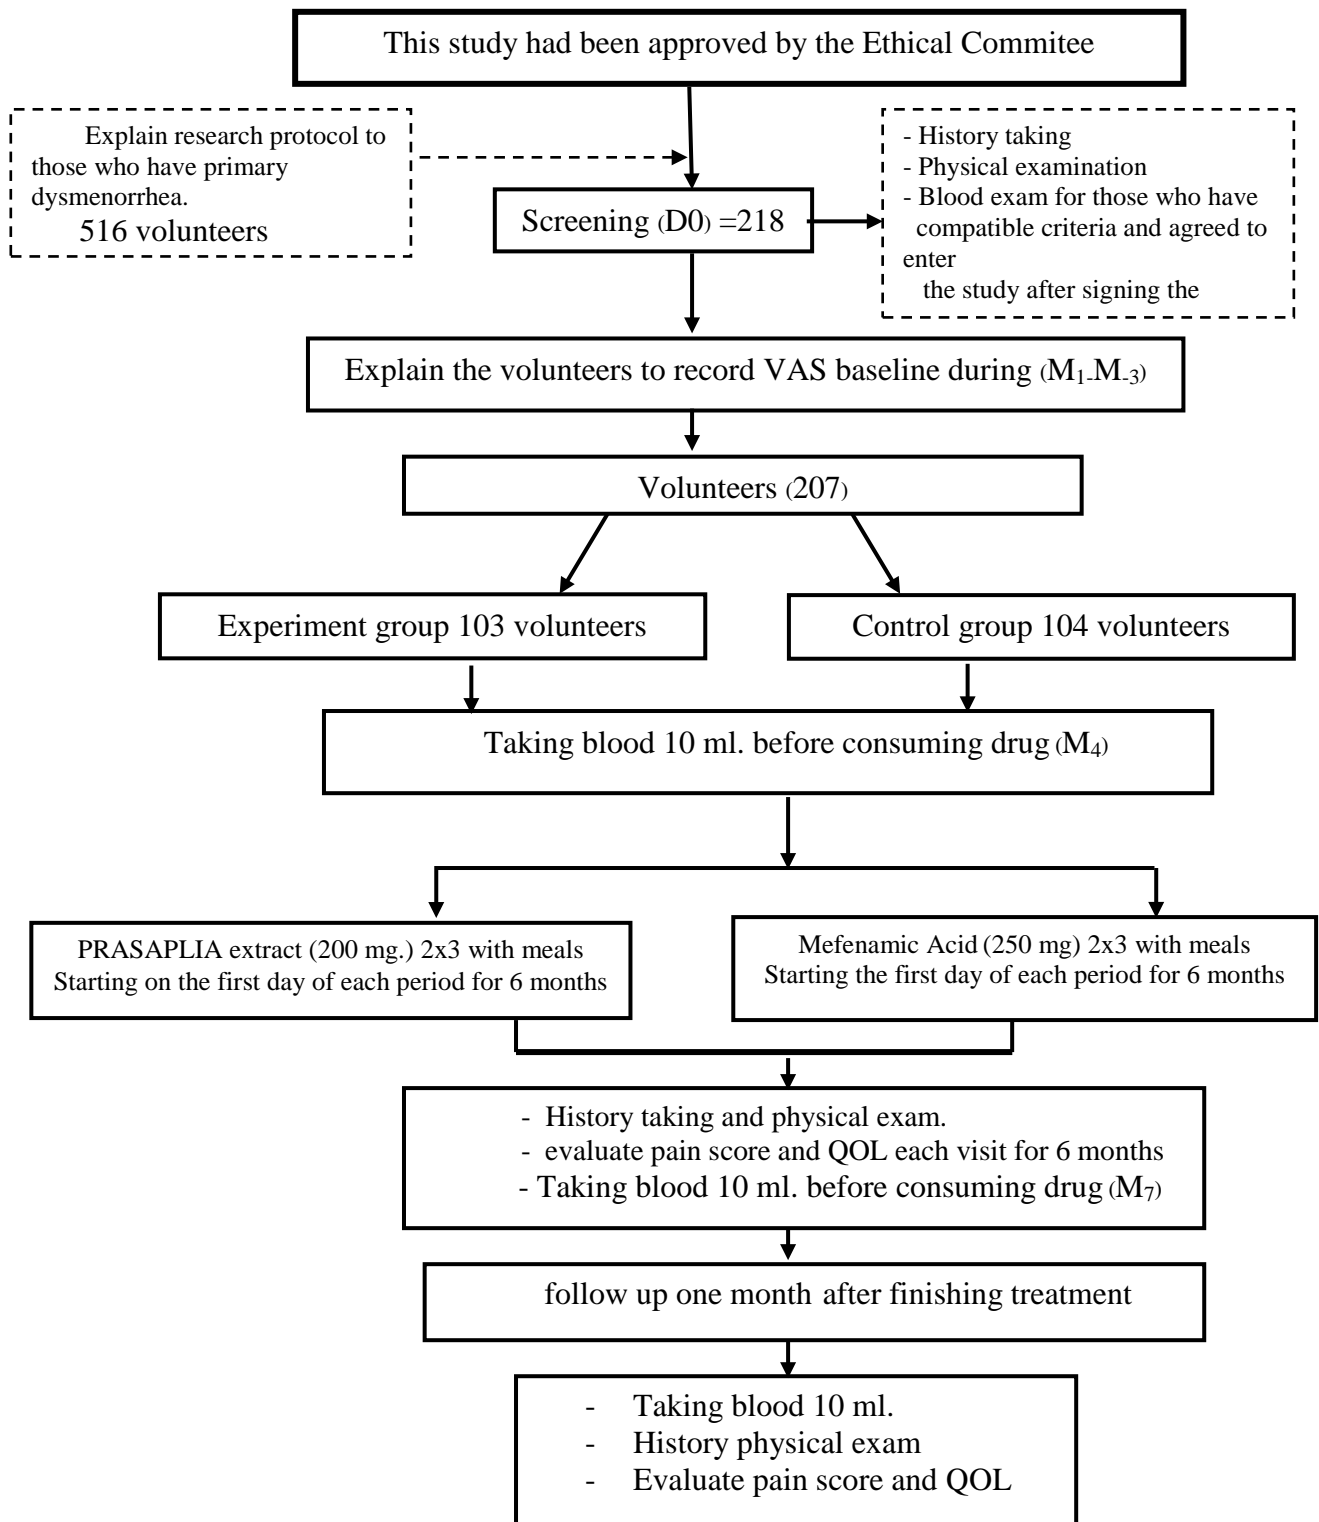 This study had been approved by the Ethical Commitee
Explain research protocol to
those who have primary
dysmenorrhea.
516 volunteers
- History taking
- Physical examination
- Blood exam for those who have
compatible criteria and agreed to
enter
the study after signing the
Screening (D0) =218
Explain the volunteers to record VAS baseline during (M1-M-3)
Volunteers (207)
Experiment group 103 volunteers
Control group 104 volunteers
Taking blood 10 ml. before consuming drug (M4)
PRASAPLIA extract (200 mg.) 2x3 with meals
Starting on the first day of each period for 6 months
Mefenamic Acid (250 mg) 2x3 with meals
Starting the first day of each period for 6 months
- History taking and physical exam.
- evaluate pain score and QOL each visit for 6 months
- Taking blood 10 ml. before consuming drug (M7)
follow up one month after finishing treatment
- Taking blood 10 ml.
- History physical exam
- Evaluate pain score and QOL